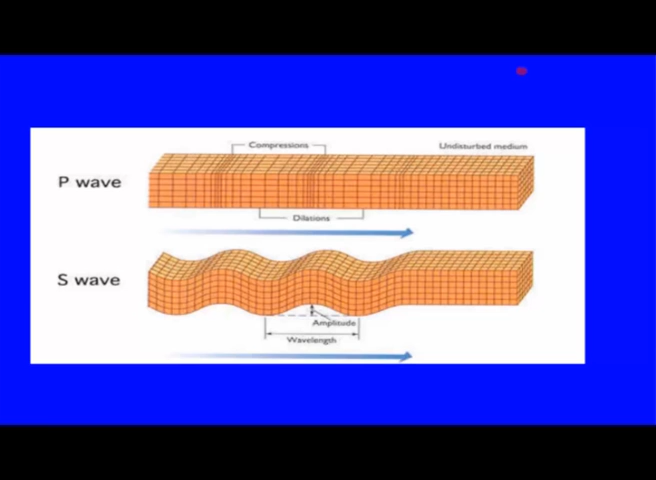 Compressions
Undisturbed medium
P wave
Dilations
S wave
Amplitude
Wavelength